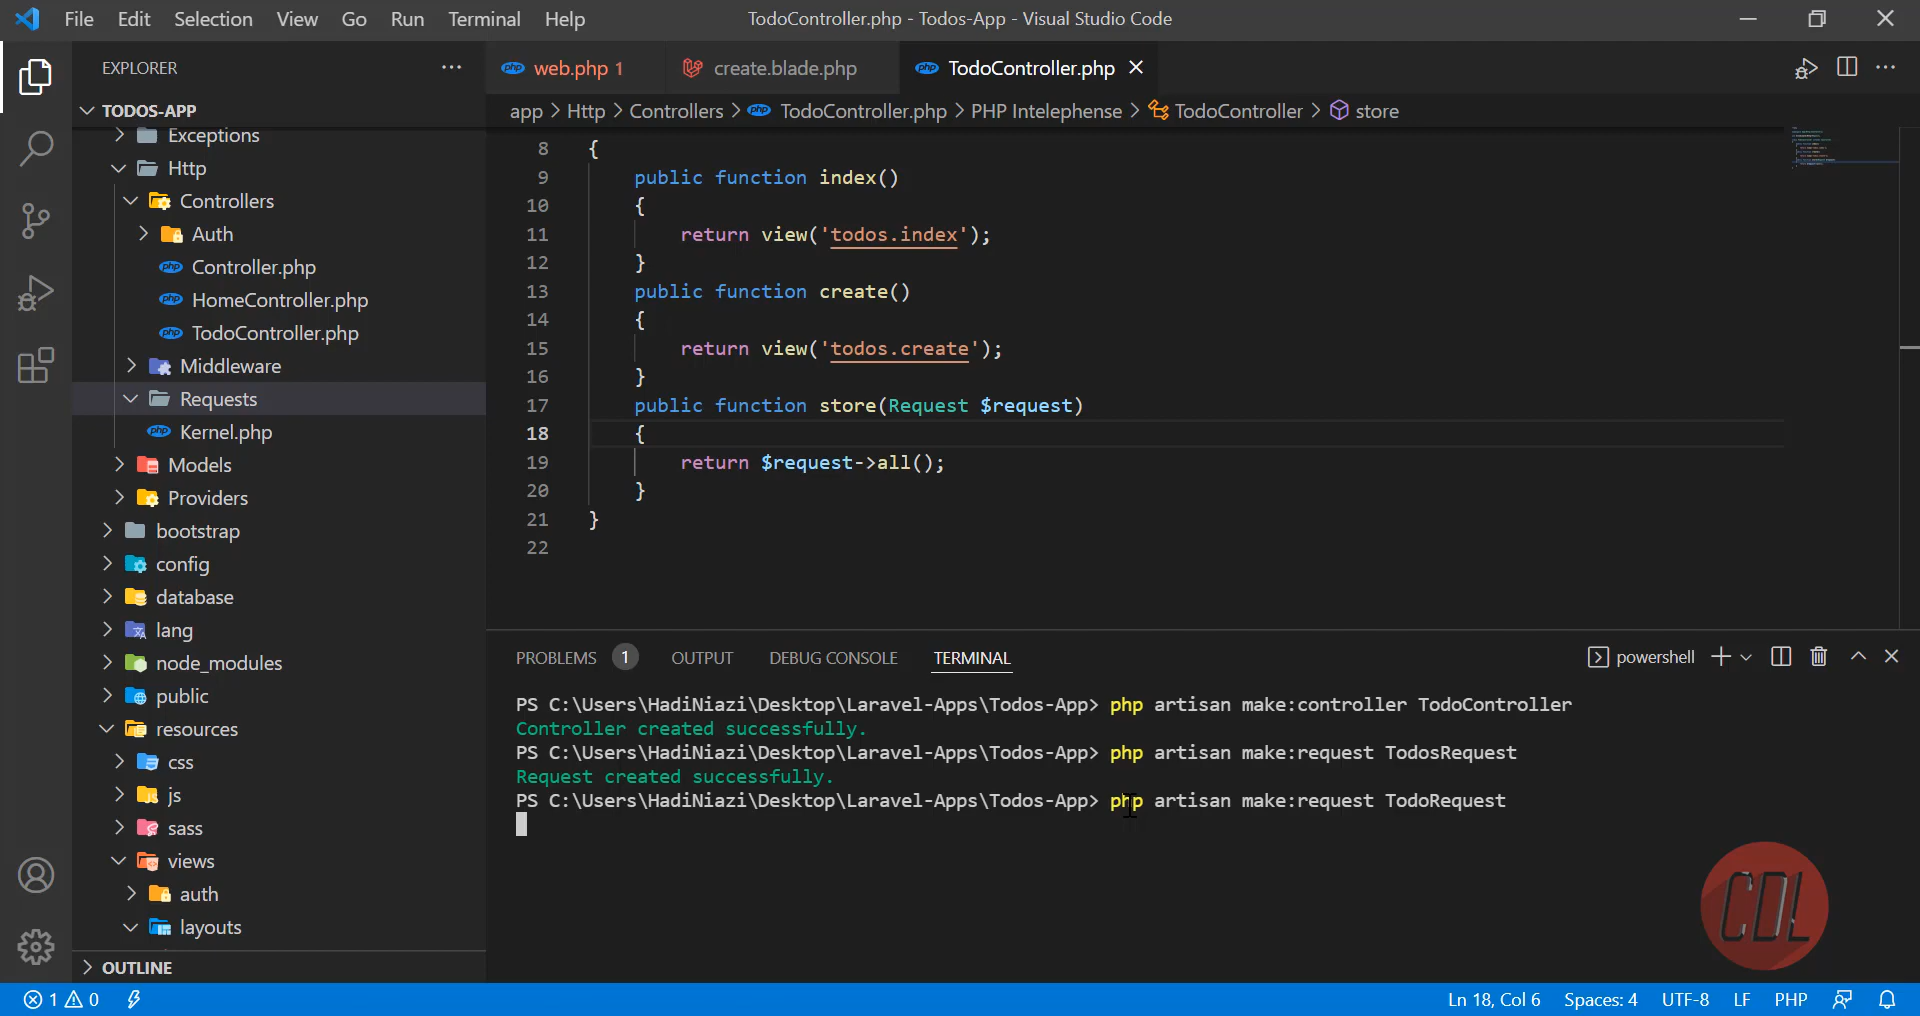 File Edit Selection View Go Run Terminal Help
TodoController.php - Todos-App - Visual Studio Code
EXPLORER
web.php 1
create.blade.php
TodoController.php
TODOS-APP
app > Http > Controllers > TodoController.php > PHP Intelephense > TodoController > store
Exceptions
Http
Controllers
Auth
Controller.php
HomeController.php
TodoController.php
Middleware
Requests
Kernel.php
Models
Providers
bootstrap
config
database
lang
node_modules
public
resources
css
js
sass
views
auth
layouts
OUTLINE
8 {
9 public function index()
10 {
11 return view('todos.index');
12 }
13 public function create()
14 {
15 return view('todos.create');
16 }
17 public function store(Request $request)
18 {
19 return $request->all();
20 }
21 }
22
PROBLEMS 1 OUTPUT DEBUG CONSOLE TERMINAL
powershell
PS C:\Users\HadiNiazi\Desktop\Laravel-Apps\Todos-App> php artisan make:controller TodoController
Controller created successfully.
PS C:\Users\HadiNiazi\Desktop\Laravel-Apps\Todos-App> php artisan make:request TodosRequest
Request created successfully.
PS C:\Users\HadiNiazi\Desktop\Laravel-Apps\Todos-App> php artisan make:request TodoRequest
CDL
1 0
Ln 18, Col 6 Spaces: 4 UTF-8 LF PHP